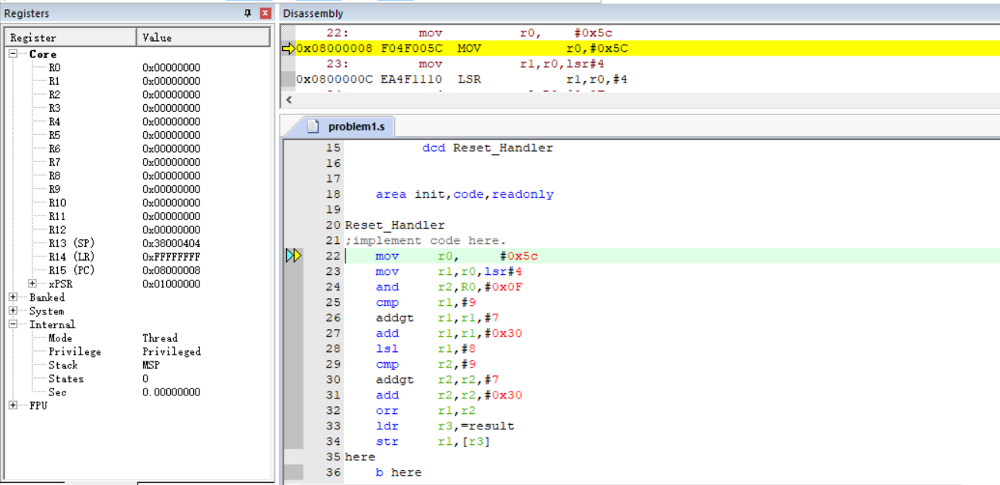 Registers
Register Value
Core
R0 0x00000000
R1 0x00000000
R2 0x00000000
R3 0x00000000
R4 0x00000000
R5 0x00000000
R6 0x00000000
R7 0x00000000
R8 0x00000000
R9 0x00000000
R10 0x00000000
R11 0x00000000
R12 0x00000000
R13 (SP) 0x38000404
R14 (LR) 0xFFFFFFFF
R15 (PC) 0x08000008
xPSR 0x01000000
Banked
System
Internal
Mode Thread
Privilege Privileged
Stack MSP
States 0
Sec 0.00000000
FPU
Disassembly
22: mov r0, #0x5c
0x08000008 F04F005C MOV r0,#0x5C
23: mov r1,r0,lsr#4
0x0800000C EA4F1110 LSR r1,r0,#4
problem1.s
15 dcd Reset_Handler
16
17
18 area init,code,readonly
19
20 Reset_Handler
21 ;implement code here.
22 mov r0, #0x5c
23 mov r1,r0,lsr#4
24 and r2,R0,#0x0F
25 cmp r1,#9
26 addgt r1,r1,#7
27 add r1,r1,#0x30
28 lsl r1,#8
29 cmp r2,#9
30 addgt r2,r2,#7
31 add r2,r2,#0x30
32 orr r1,r2
33 ldr r3,=result
34 str r1,[r3]
35 here
36 b here